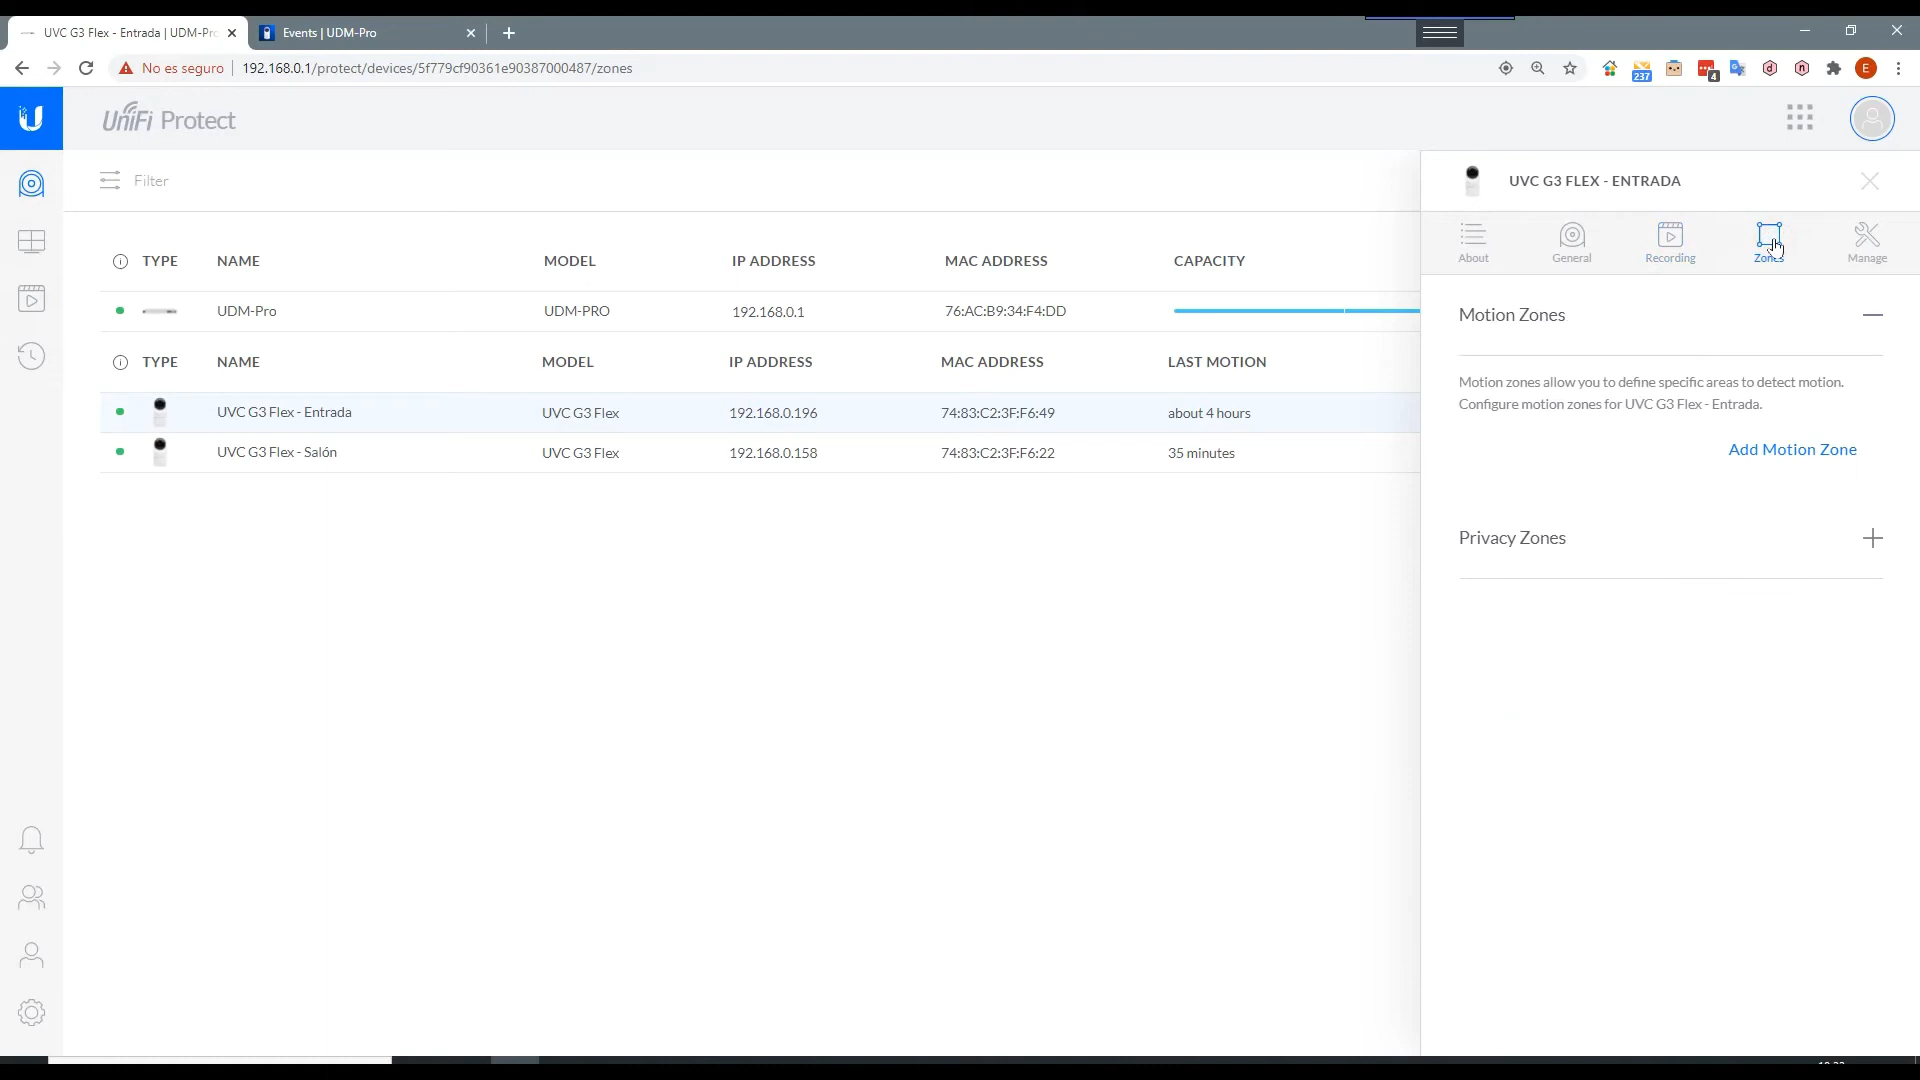 UVC G3 Flex - Entrada | UDM-Pro
Events | UDM-Pro
No es seguro
192.168.0.1/protect/devices/5f779cf90361e90387000487/zones
237
4
E
UniFi Protect
Filter
UVC G3 FLEX - ENTRADA
About
General
Recording
Zones
Manage
TYPE NAME MODEL IP ADDRESS MAC ADDRESS CAPACITY
UDM-Pro UDM-PRO 192.168.0.1 76:AC:B9:34:F4:DD
TYPE NAME MODEL IP ADDRESS MAC ADDRESS LAST MOTION
UVC G3 Flex - Entrada UVC G3 Flex 192.168.0.196 74:83:C2:3F:F6:49 about 4 hours
UVC G3 Flex - Salón UVC G3 Flex 192.168.0.158 74:83:C2:3F:F6:22 35 minutes
Motion Zones
Motion zones allow you to define specific areas to detect motion.
Configure motion zones for UVC G3 Flex - Entrada.
Add Motion Zone
Privacy Zones